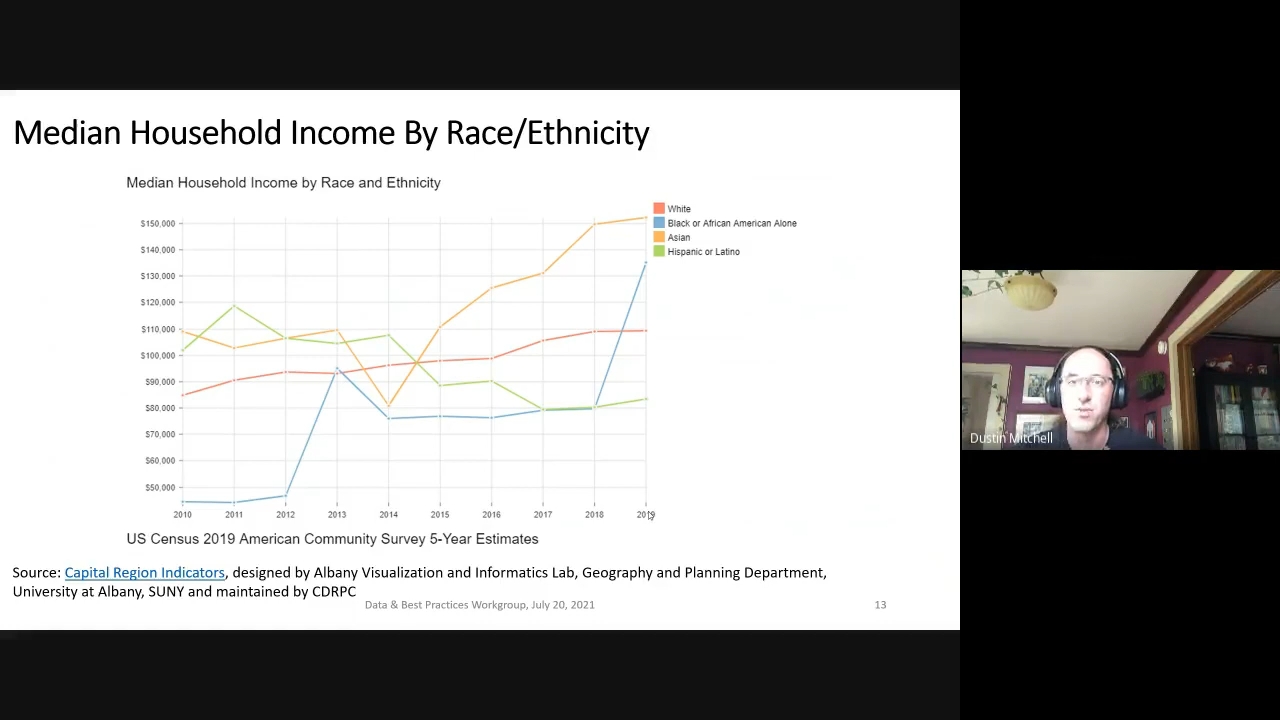 Median Household Income By Race/Ethnicity
Median Household Income by Race and Ethnicity
White
Black or African American Alone
Asian
Hispanic or Latino
$150,000
$140,000
$130,000
$120,000
$110,000
$100,000
$90,000
$80,000
$70,000
$60,000
$50,000
2010 2011 2012 2013 2014 2015 2016 2017 2018 2019
US Census 2019 American Community Survey 5-Year Estimates
Source: Capital Region Indicators, designed by Albany Visualization and Informatics Lab, Geography and Planning Department,
University at Albany, SUNY and maintained by CDRPC
Data & Best Practices Workgroup, July 20, 2021
13
Dustin Mitchell